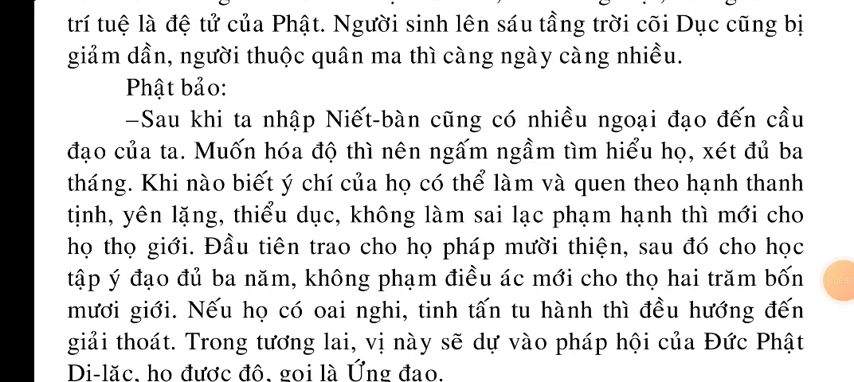 trí tuệ là đệ tử của Phật. Người sinh lên sáu tầng trời cõi Dục cũng bị
giảm dần, người thuộc quân ma thì càng ngày càng nhiều.
Phật bảo:
–Sau khi ta nhập Niết-bàn cũng có nhiều ngoại đạo đến cầu
đạo của ta. Muốn hóa độ thì nên ngấm ngầm tìm hiểu họ, xét đủ ba
tháng. Khi nào biết ý chí của họ có thể làm và quen theo hạnh thanh
tịnh, yên lặng, thiểu dục, không làm sai lạc phạm hạnh thì mới cho
họ thọ giới. Đầu tiên trao cho họ pháp mười thiện, sau đó cho học
tập ý đạo đủ ba năm, không phạm điều ác mới cho thọ hai trăm bốn
mươi giới. Nếu họ có oai nghi, tinh tấn tu hành thì đều hướng đến
giải thoát. Trong tương lai, vị này sẽ dự vào pháp hội của Đức Phật
Di-lặc, họ được độ, gọi là Ứng đạo.